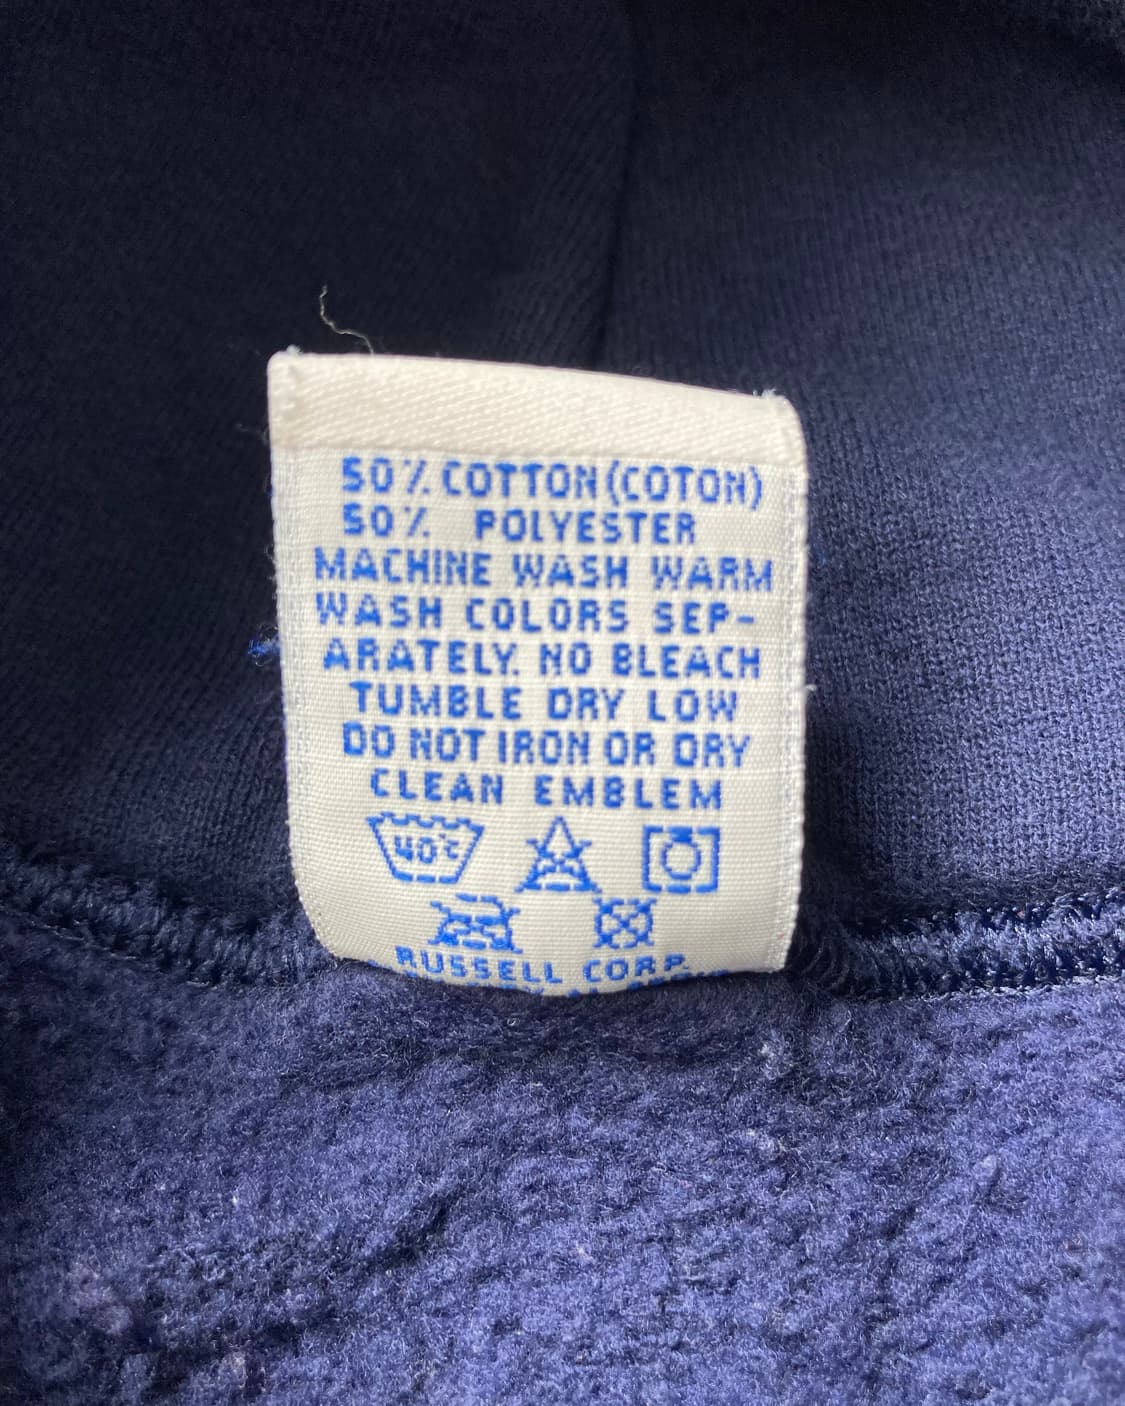 50% COTTON (COTON)
50% POLYESTER
MACHINE WASH WARM
WASH COLORS SEP-
ARATELY. NO BLEACH
TUMBLE DRY LOW
DO NOT IRON OR DRY
CLEAN EMBLEM
40°C
RUSSELL CORP.